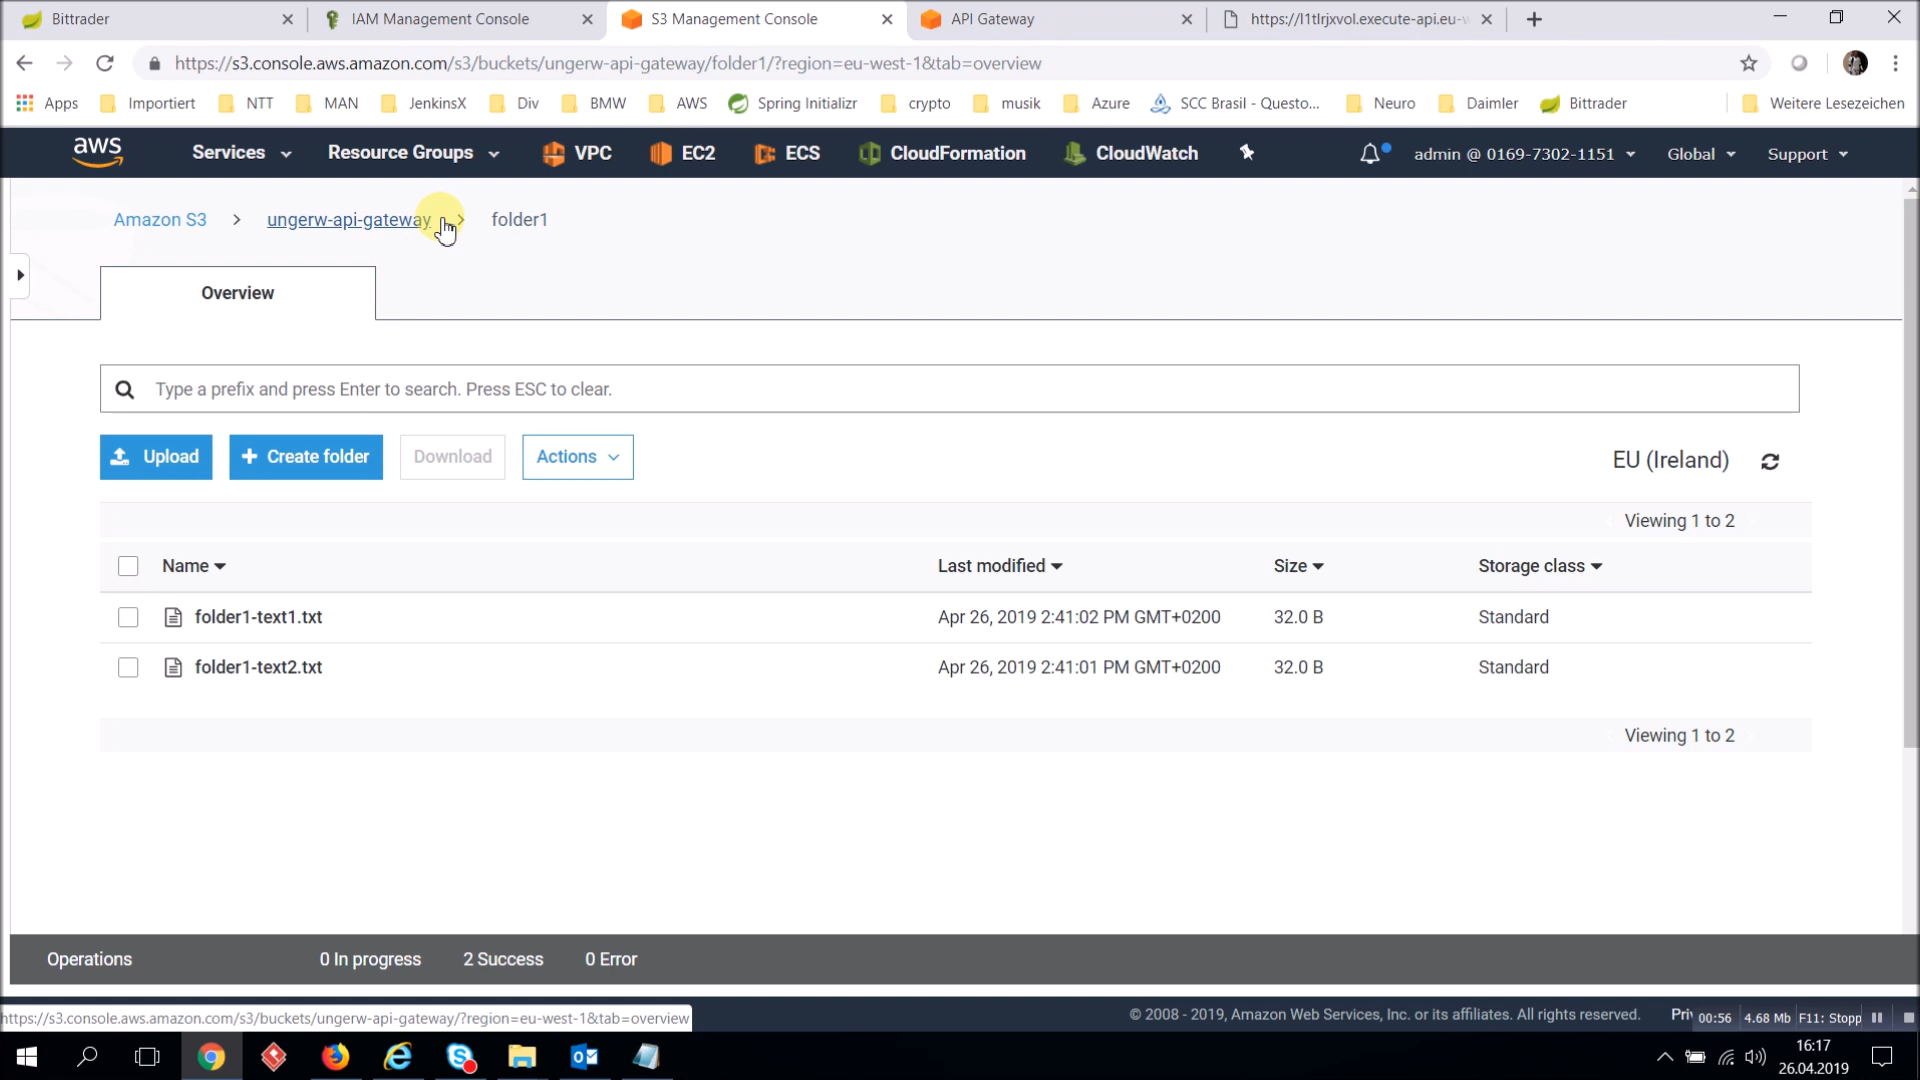 Bittrader
IAM Management Console
S3 Management Console
API Gateway
https://l1tlrjxvol.execute-api.eu-w
https://s3.console.aws.amazon.com/s3/buckets/ungerw-api-gateway/folder1/?region=eu-west-1&tab=overview
Apps Importiert NTT MAN JenkinsX Div BMW AWS Spring Initializr crypto musik Azure SCC Brasil - Questo... Neuro Daimler Bittrader Weitere Lesezeichen
aws Services Resource Groups VPC EC2 ECS CloudFormation CloudWatch admin @ 0169-7302-1151 Global Support
Amazon S3 > ungerw-api-gateway > folder1
Overview
Type a prefix and press Enter to search. Press ESC to clear.
Upload + Create folder Download Actions EU (Ireland)
Viewing 1 to 2
Name Last modified Size Storage class
folder1-text1.txt Apr 26, 2019 2:41:02 PM GMT+0200 32.0 B Standard
folder1-text2.txt Apr 26, 2019 2:41:01 PM GMT+0200 32.0 B Standard
Viewing 1 to 2
Operations 0 In progress 2 Success 0 Error
https://s3.console.aws.amazon.com/s3/buckets/ungerw-api-gateway/?region=eu-west-1&tab=overview
© 2008 - 2019, Amazon Web Services, Inc. or its affiliates. All rights reserved. Priv 00:56 4.68 Mb F11: Stopp
16:17
26.04.2019